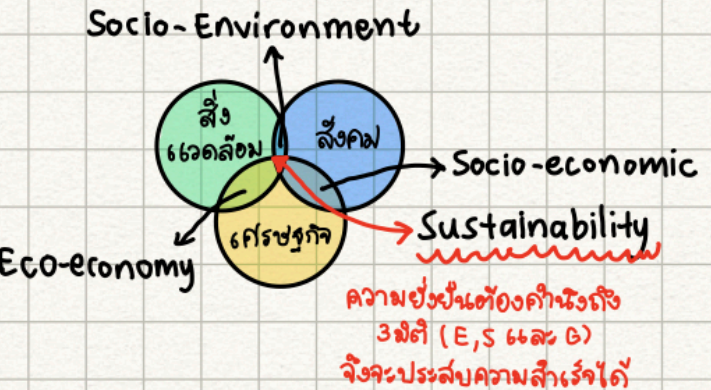 Socio-Environment
สิ่ง
แวดล้อม
สังคม
Socio-economic
Sustainability
เศรษฐกิจ
Eco-economy
ความยั่งยืนต้องคำนึงถึง
3มิติ (E,S และ G)
จึงจะประสบความสำเร็จได้